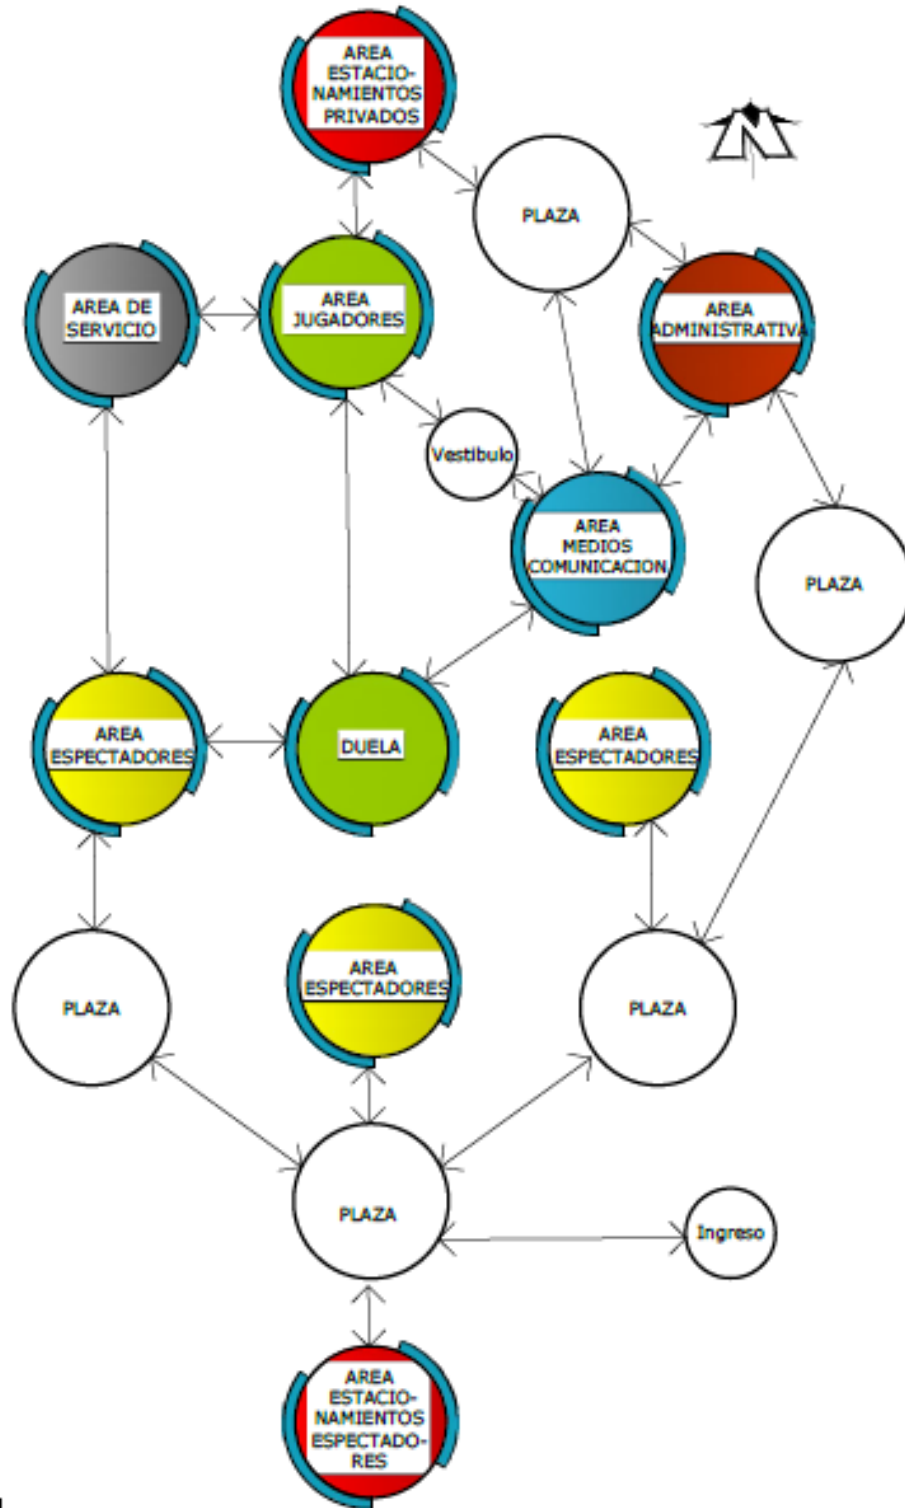 AREA
ESTACIO-
NAMIENTOS
PRIVADOS
PLAZA
AREA DE
SERVICIO
AREA
JUGADORES
AREA
ADMINISTRATIVA
Vestibulo
AREA
MEDIOS
COMUNICACION
PLAZA
AREA
ESPECTADORES
DUELA
AREA
ESPECTADORES
AREA
ESPECTADORES
PLAZA
PLAZA
PLAZA
Ingreso
AREA
ESTACIO-
NAMIENTOS
ESPECTADO-
RES